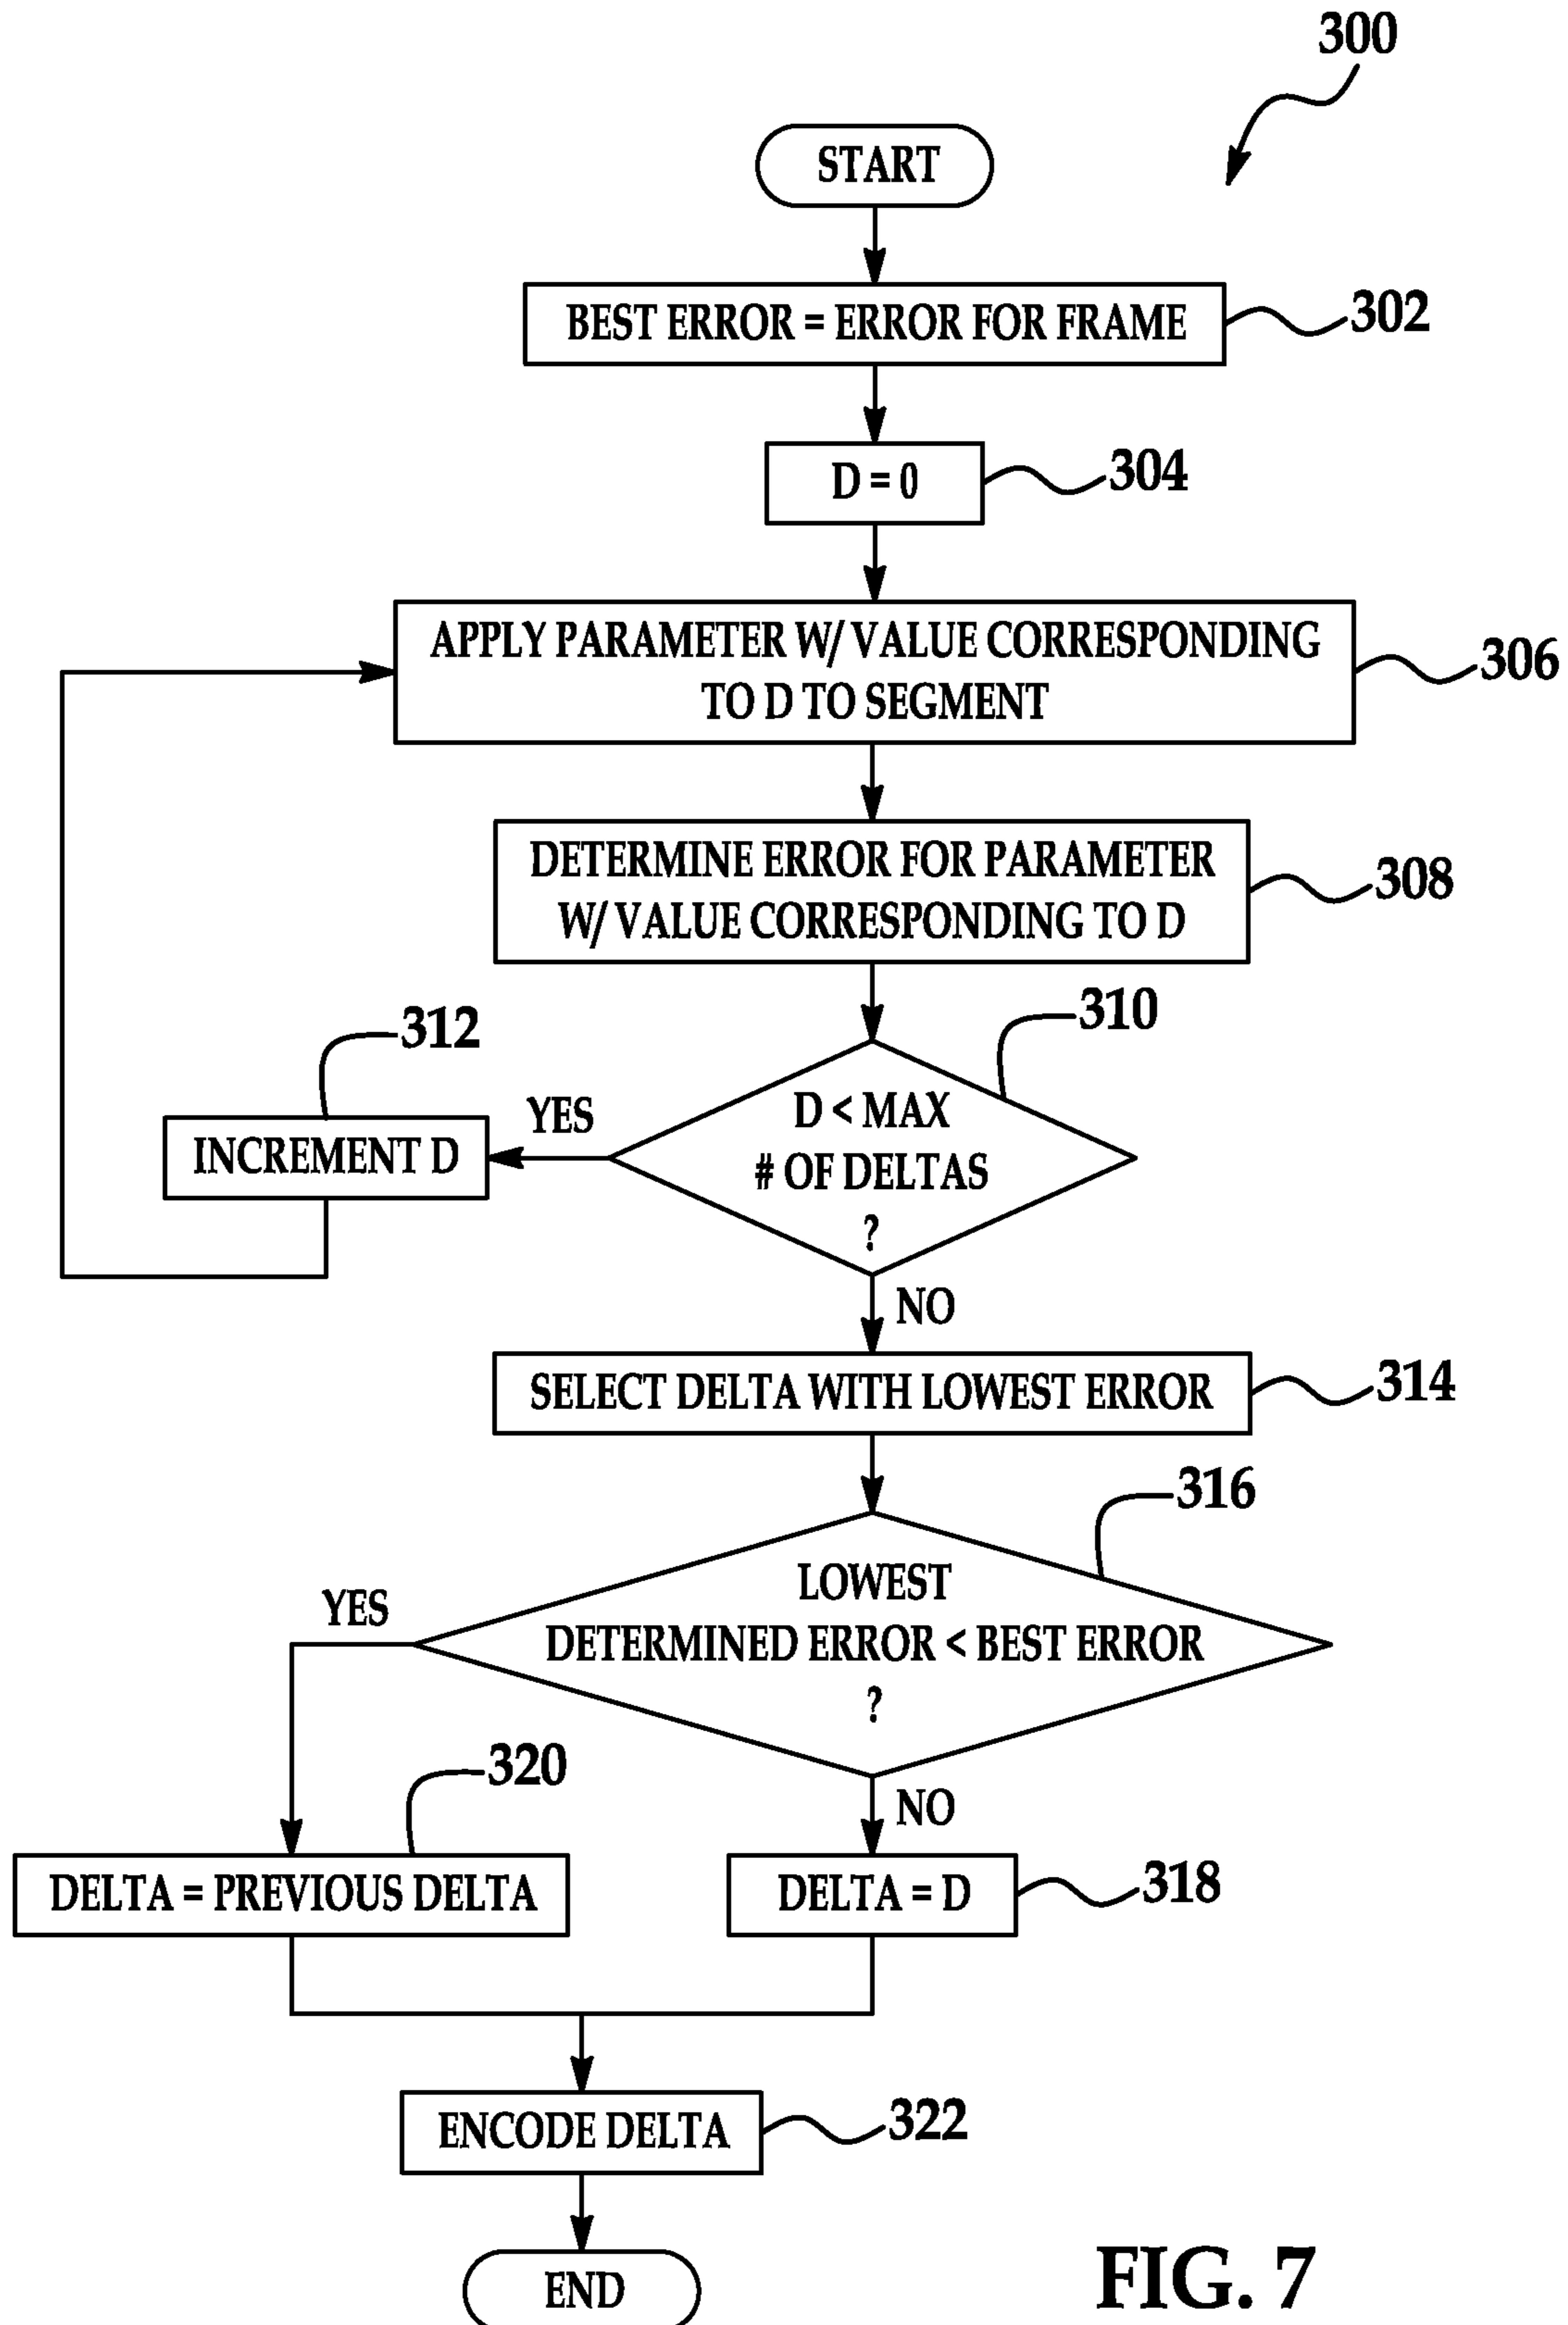 300
START
BEST ERROR = ERROR FOR FRAME
302
D = 0
304
APPLY PARAMETER W/ VALUE CORRESPONDING
TO D TO SEGMENT
306
DETERMINE ERROR FOR PARAMETER
W/ VALUE CORRESPONDING TO D
308
310
312
D < MAX
# OF DELTAS
?
YES
INCREMENT D
NO
SELECT DELTA WITH LOWEST ERROR
314
316
LOWEST
DETERMINED ERROR < BEST ERROR
?
YES
NO
320
DELTA = PREVIOUS DELTA
DELTA = D
318
ENCODE DELTA
322
END
FIG. 7